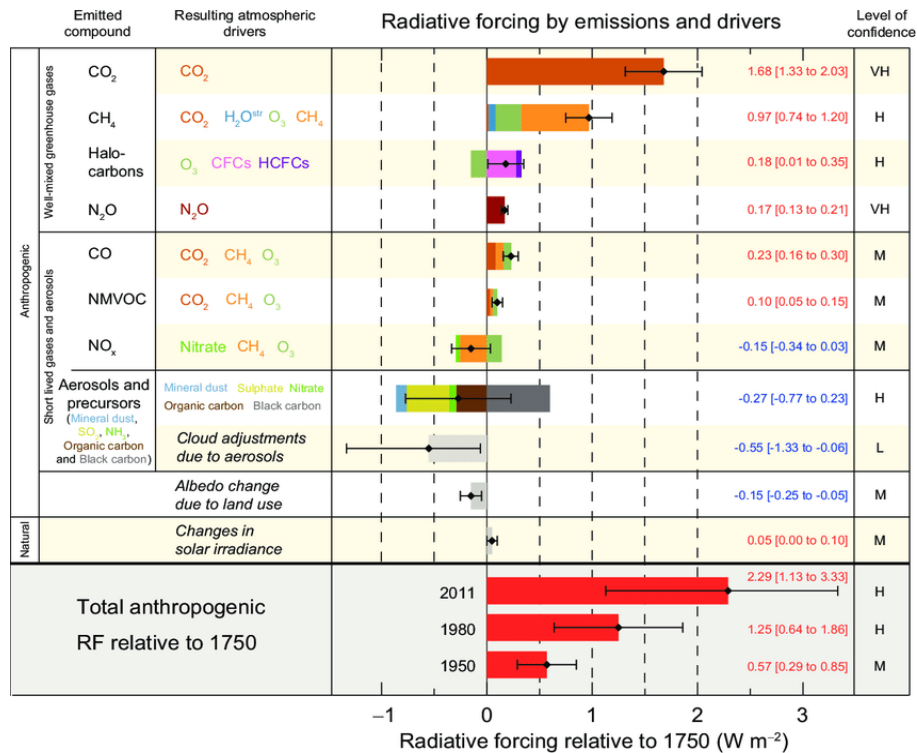 Emitted compound
Resulting atmospheric drivers
Radiative forcing by emissions and drivers
Level of confidence
Anthropogenic
Well-mixed greenhouse gases
CO₂ CO₂ 1.68 [1.33 to 2.03] VH
CH₄ CO₂ H₂Oˢᵗʳ O₃ CH₄ 0.97 [0.74 to 1.20] H
Halo-carbons O₃ CFCs HCFCs 0.18 [0.01 to 0.35] H
N₂O N₂O 0.17 [0.13 to 0.21] VH
Short lived gases and aerosols
CO CO₂ CH₄ O₃ 0.23 [0.16 to 0.30] M
NMVOC CO₂ CH₄ O₃ 0.10 [0.05 to 0.15] M
NOₓ Nitrate CH₄ O₃ -0.15 [-0.34 to 0.03] M
Aerosols and
precursors
(Mineral dust,
SO₂, NH₃,
Organic carbon
and Black carbon)
Mineral dust Sulphate Nitrate
Organic carbon Black carbon
-0.27 [-0.77 to 0.23] H
Cloud adjustments
due to aerosols
-0.55 [-1.33 to -0.06] L
Albedo change
due to land use
-0.15 [-0.25 to -0.05] M
Natural
Changes in
solar irradiance
0.05 [0.00 to 0.10] M
Total anthropogenic
RF relative to 1750
2011 2.29 [1.13 to 3.33] H
1980 1.25 [0.64 to 1.86] H
1950 0.57 [0.29 to 0.85] M
−1 0 1 2 3
Radiative forcing relative to 1750 (W m⁻²)